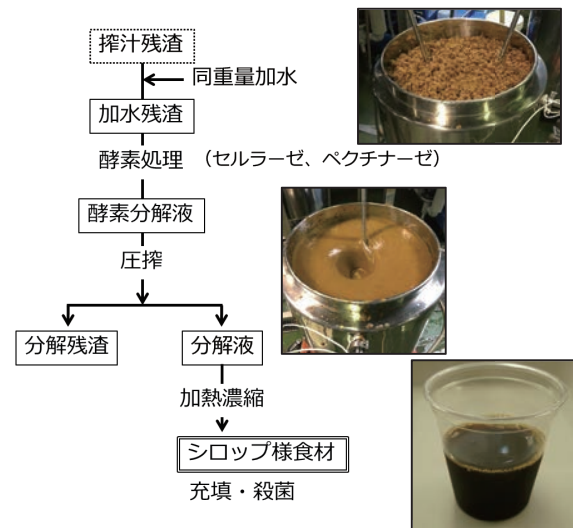 搾汁残渣
同重量加水
加水残渣
酵素処理 （セルラーゼ、ペクチナーゼ）
酵素分解液
圧搾
分解残渣 分解液
加熱濃縮
シロップ様食材
充填・殺菌